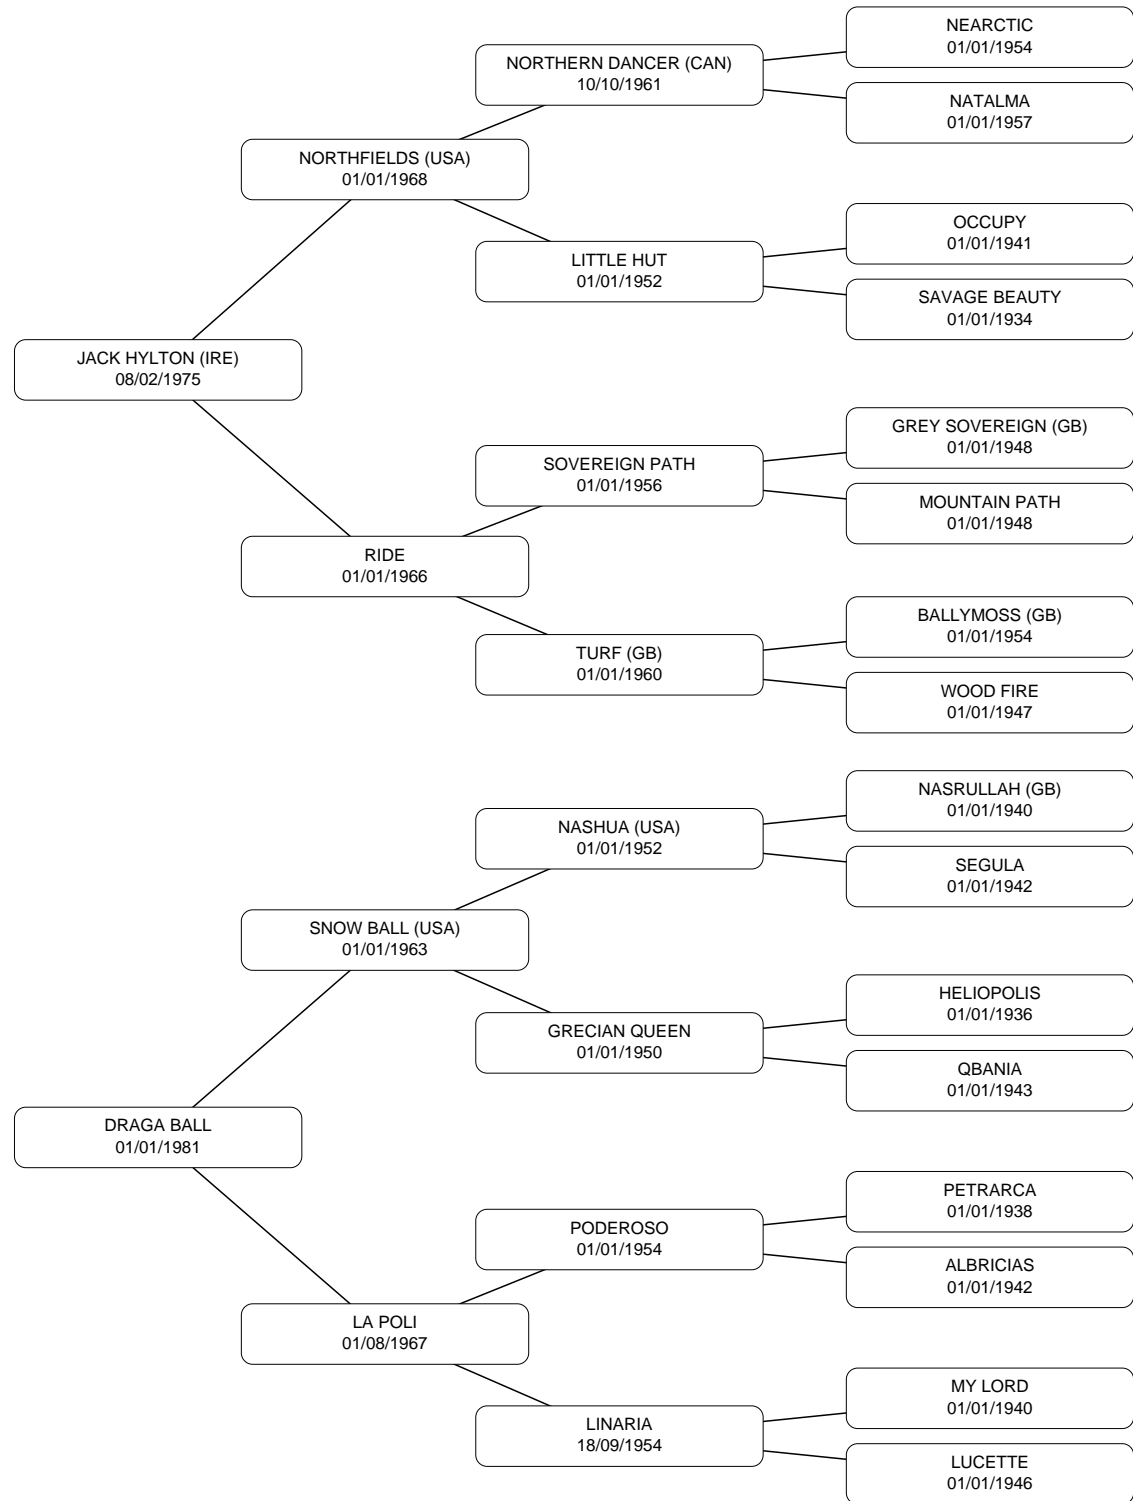 NEARCTIC
01/01/1954
NORTHERN DANCER (CAN)
10/10/1961
NATALMA
01/01/1957
NORTHFIELDS (USA)
01/01/1968
OCCUPY
01/01/1941
LITTLE HUT
01/01/1952
SAVAGE BEAUTY
01/01/1934
JACK HYLTON (IRE)
08/02/1975
GREY SOVEREIGN (GB)
01/01/1948
SOVEREIGN PATH
01/01/1956
MOUNTAIN PATH
01/01/1948
RIDE
01/01/1966
BALLYMOSS (GB)
01/01/1954
TURF (GB)
01/01/1960
WOOD FIRE
01/01/1947
NASRULLAH (GB)
01/01/1940
NASHUA (USA)
01/01/1952
SEGULA
01/01/1942
SNOW BALL (USA)
01/01/1963
HELIOPOLIS
01/01/1936
GRECIAN QUEEN
01/01/1950
QBANIA
01/01/1943
DRAGA BALL
01/01/1981
PETRARCA
01/01/1938
PODEROSO
01/01/1954
ALBRICIAS
01/01/1942
LA POLI
01/08/1967
MY LORD
01/01/1940
LINARIA
18/09/1954
LUCETTE
01/01/1946